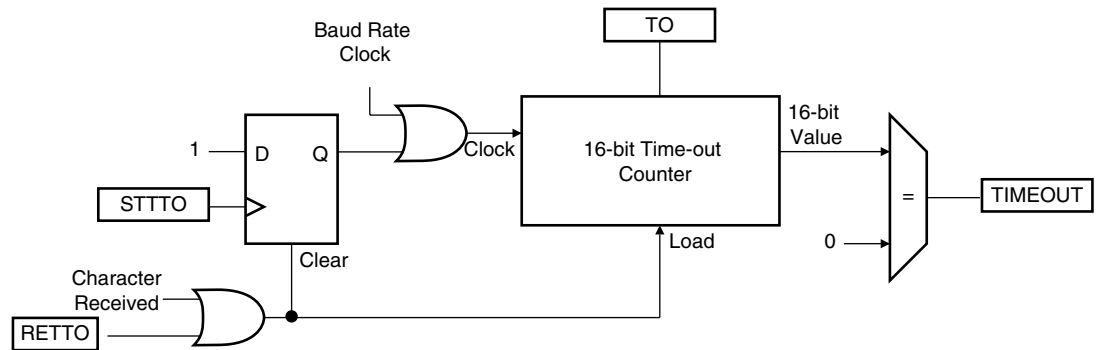 TO
Baud Rate
Clock
1
D
Q
Clock
16-bit Time-out
Counter
16-bit
Value
STTTO
=
TIMEOUT
Clear
Load
0
Character
Received
RETTO